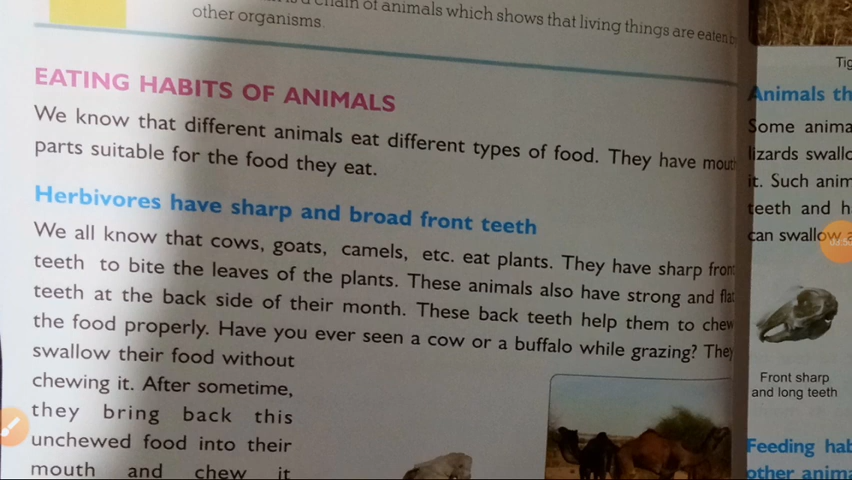 a chain of animals which shows that living things are eaten
other organisms.
EATING HABITS OF ANIMALS
We know that different animals eat different types of food. They have
parts suitable for the food they eat.
Herbivores have sharp and broad front teeth
We all know that cows, goats, camels, etc. eat plants. They have sharp front
teeth to bite the leaves of the plants. These animals also have strong and flat
teeth at the back side of their month. These back teeth help them to chew
the food properly. Have you ever seen a cow or a buffalo while grazing? They
swallow their food without
chewing it. After sometime,
they bring back this
unchewed food into their
mouth and chew it
Tig
Animals th
Some anima
lizards swallo
it. Such anim
teeth and h
can swallow
Front sharp
and long teeth
Feeding hab
other anima